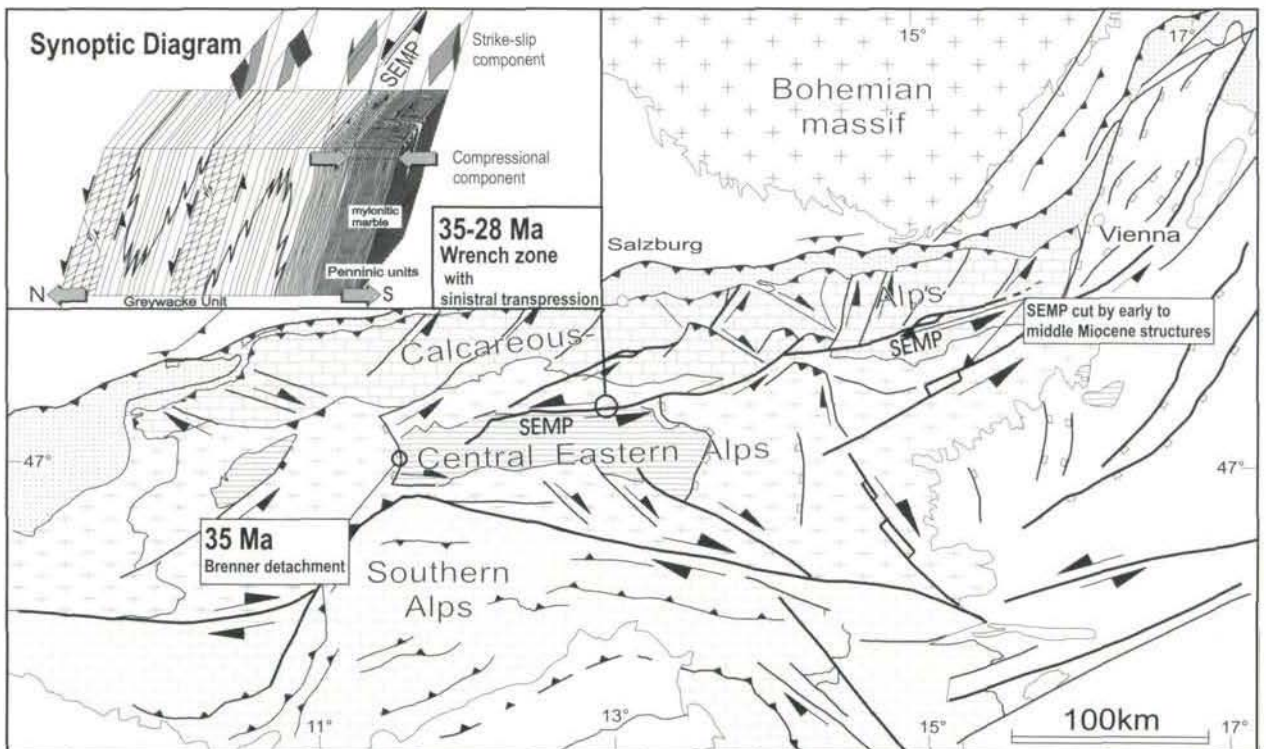 Synoptic Diagram
SEMP
Strike-slip
component
Compressional
component
mylonitic
marble
Penninic units
N
S
Greywacke Unit
35-28 Ma
Wrench zone
with
sinistral transpression
15°
17°
Bohemian
massif
Salzburg
Vienna
Alps
SEMP
SEMP cut by early to
middle Miocene structures
Calcareous-
SEMP
47°
Central Eastern Alps
47°
35 Ma
Brenner detachment
Southern
Alps
11°
13°
15°
100km
17°